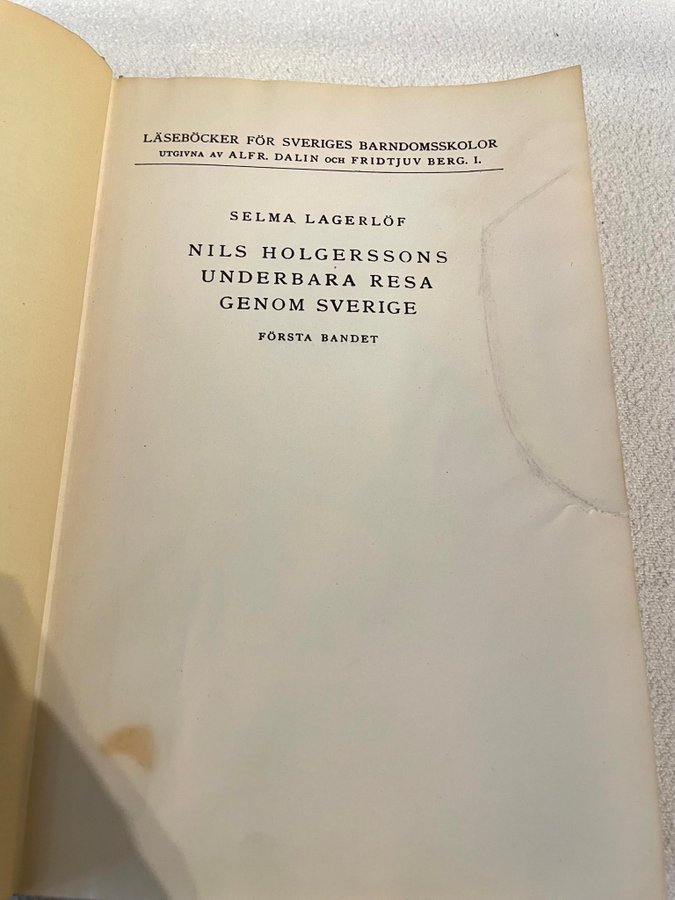 LÄSEBÖCKER FÖR SVERIGES BARNDOMSSKOLOR
UTGIVNA AV ALFR. DALIN OCH FRIDTJUV BERG. I.
SELMA LAGERLÖF
NILS HOLGERSSONS
UNDERBARA RESA
GENOM SVERIGE
FÖRSTA BANDET